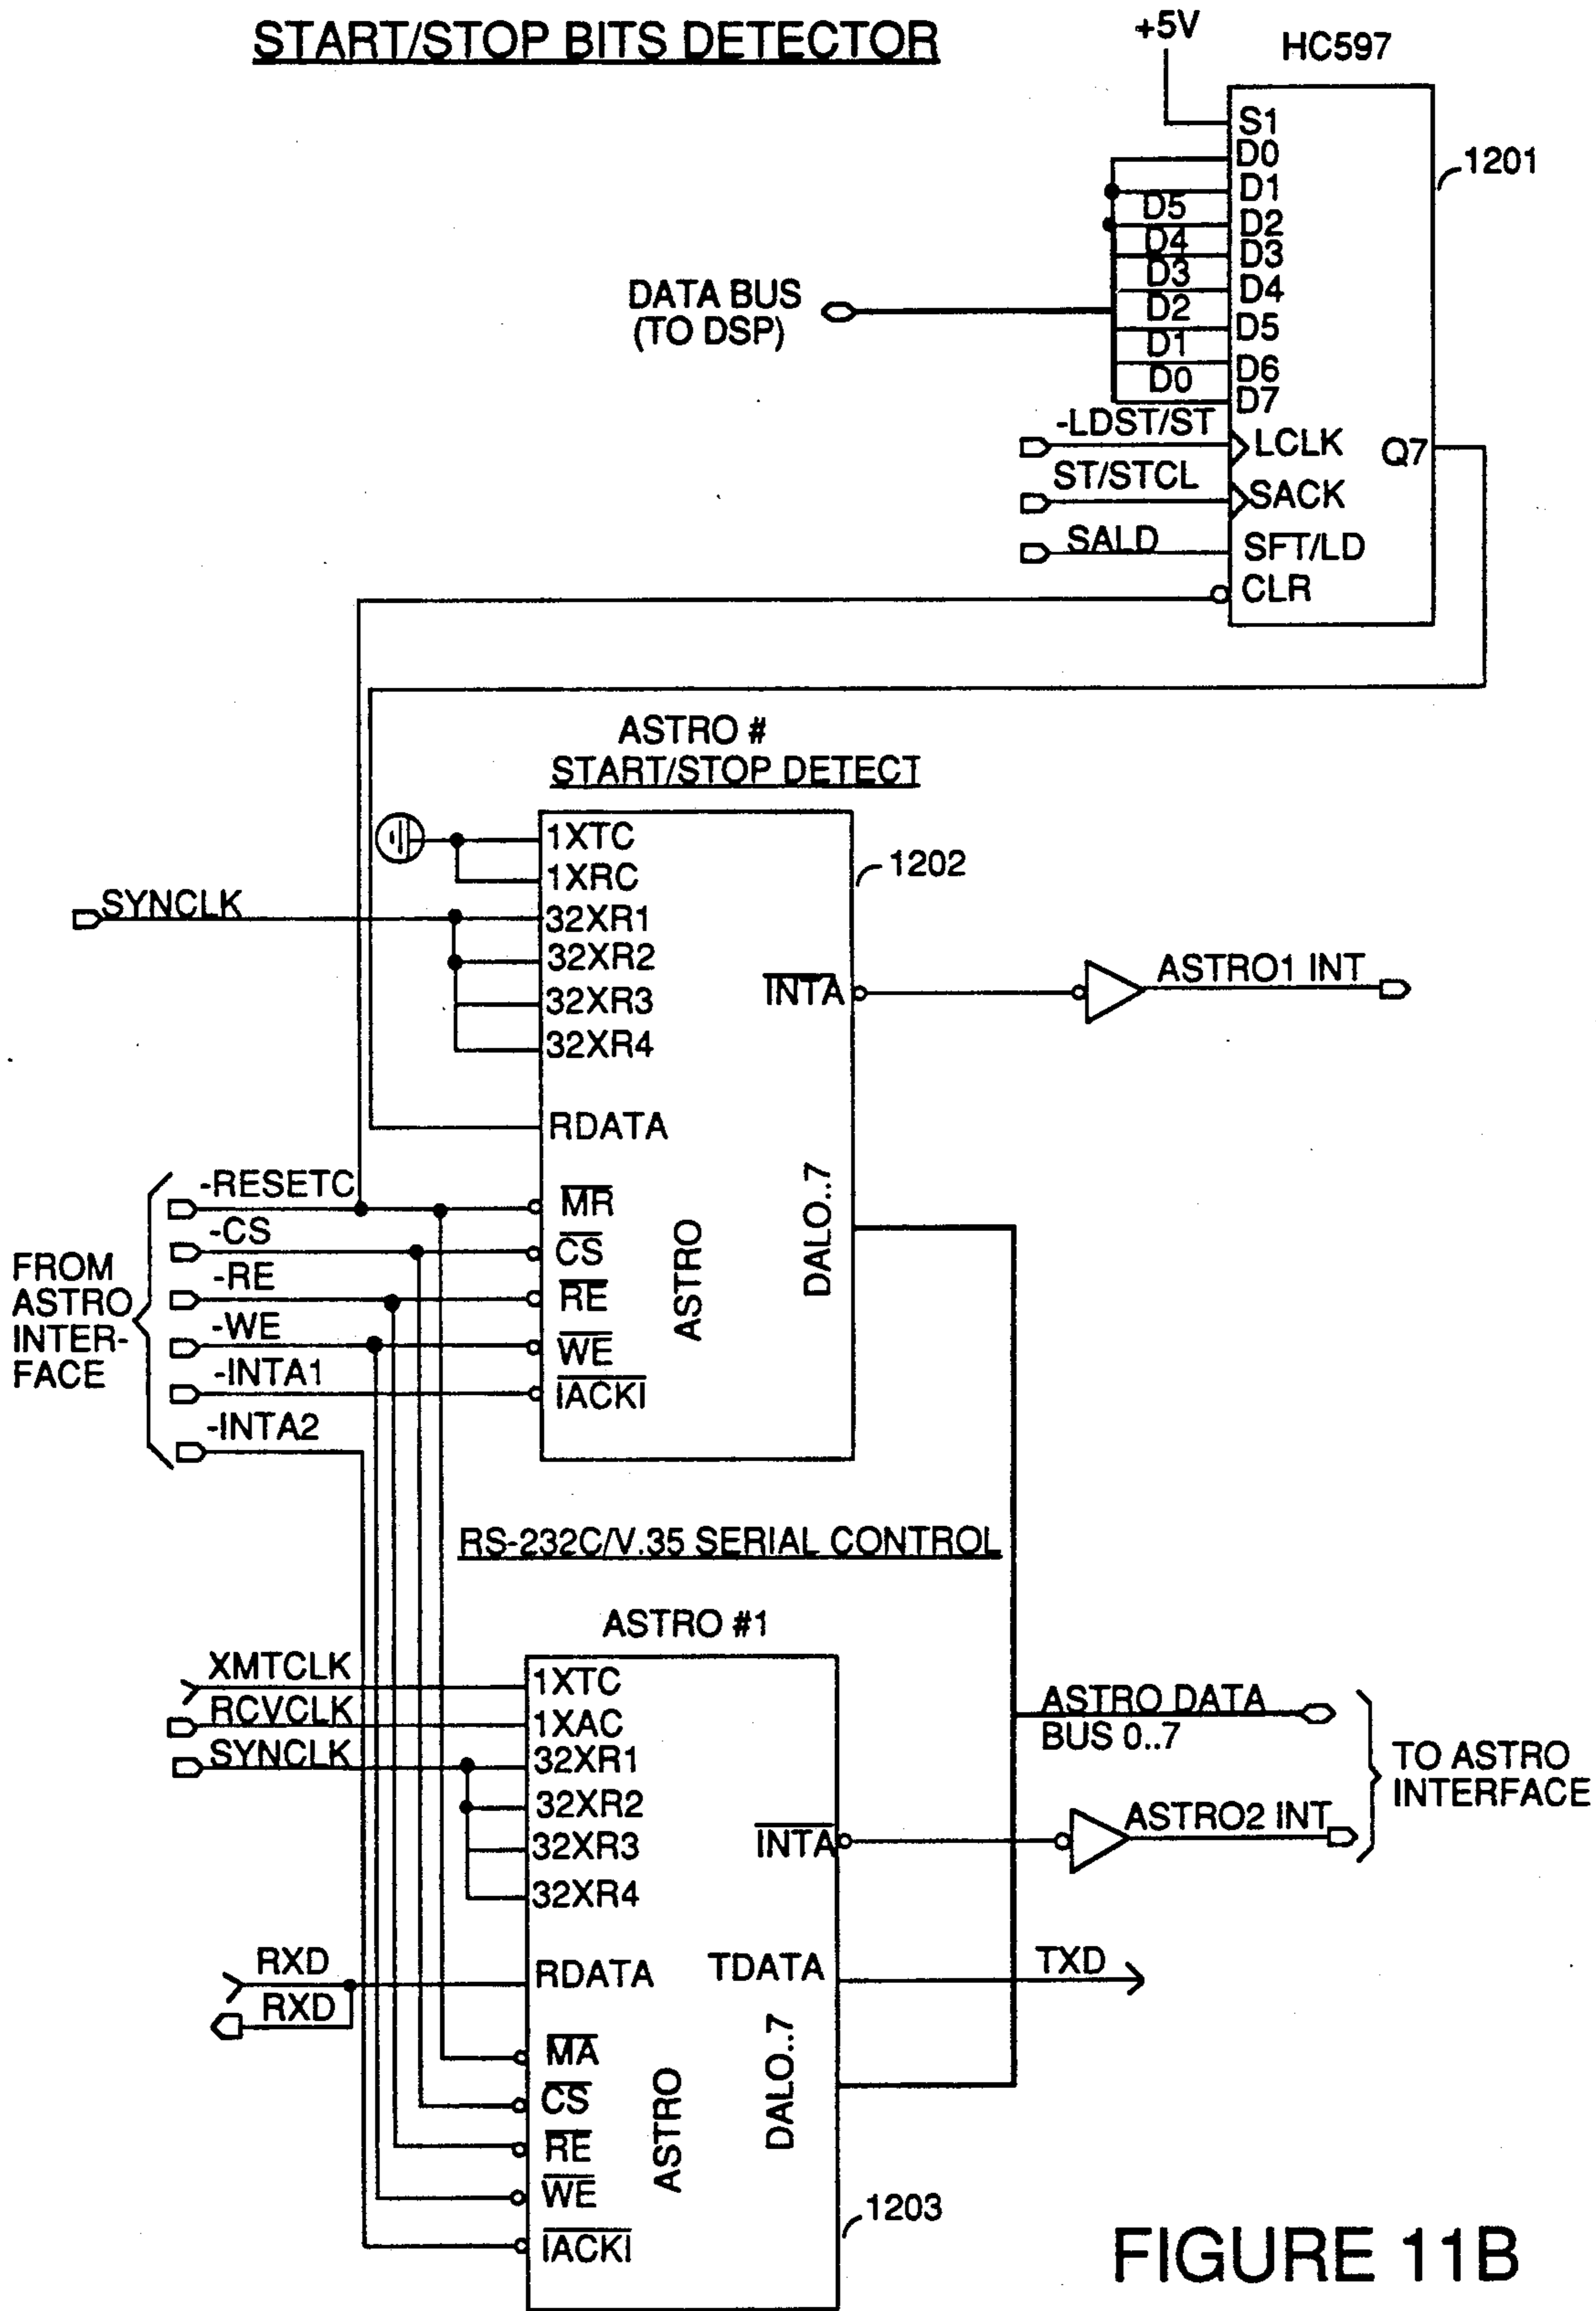 START/STOP BITS DETECTOR
+5V
HC597
S1
D0
D1
D2
D3
D4
D5
D6
D7
D5
D4
D3
D2
D1
D0
1201
DATA BUS
(TO DSP)
-LDST/ST
LCLK
Q7
ST/STCL
SACK
SALD
SFT/LD
CLR
ASTRO #
START/STOP DETECT
1XTC
1XRC
1202
SYNCLK
32XR1
32XR2
32XR3
32XR4
INTA
ASTRO1 INT
RDATA
-RESETC
MR
-CS
CS
-RE
RE
-WE
WE
-INTA1
IACKI
-INTA2
FROM
ASTRO
INTER-
FACE
ASTRO
DALO..7
RS-232C/V.35 SERIAL CONTROL
ASTRO #1
XMTCLK
1XTC
RCVCLK
1XAC
SYNCLK
32XR1
32XR2
32XR3
32XR4
ASTRO DATA
BUS 0..7
TO ASTRO
INTERFACE
INTA
ASTRO2 INT
RXD
RDATA
TDATA
TXD
RXD
MA
CS
RE
WE
IACKI
ASTRO
DALO..7
1203
FIGURE 11B